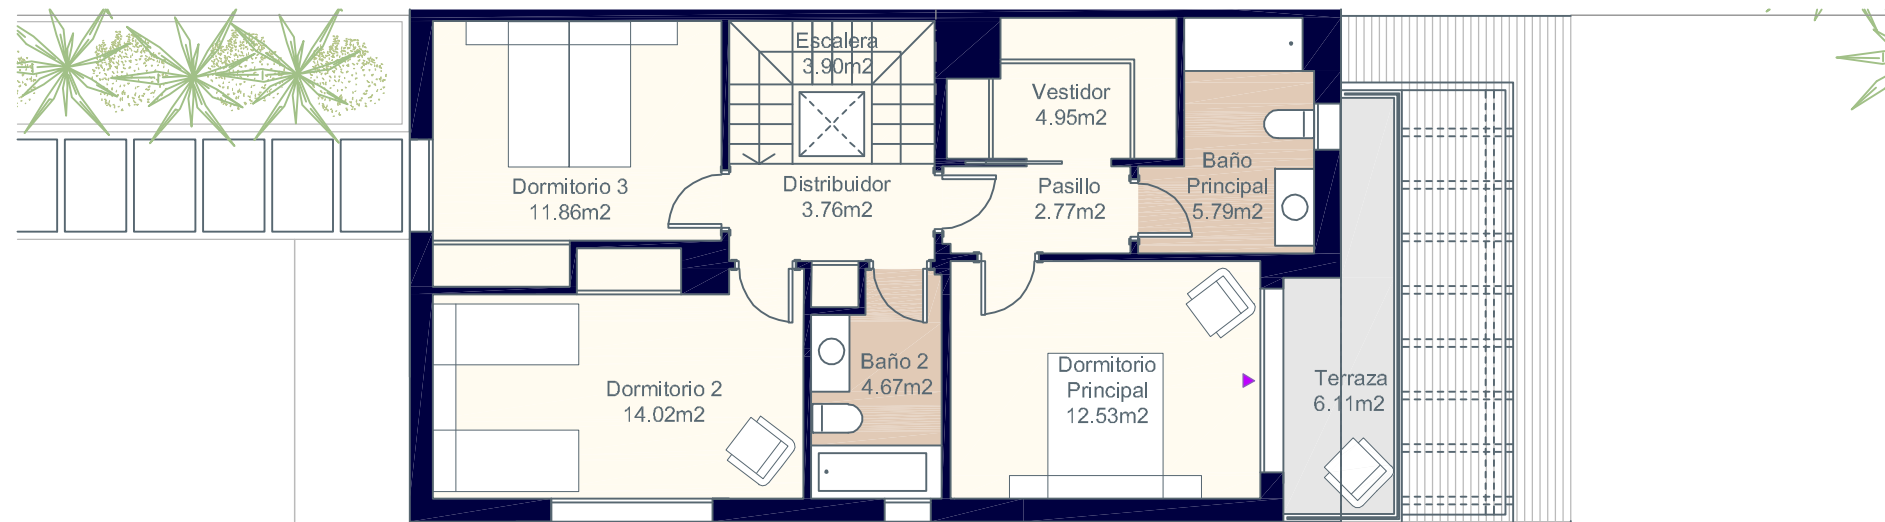 Escalera
3.90m2
Vestidor
4.95m2
Dormitorio 3
11.86m2
Distribuidor
3.76m2
Pasillo
2.77m2
Baño
Principal
5.79m2
Dormitorio 2
14.02m2
Baño 2
4.67m2
Dormitorio
Principal
12.53m2
Terraza
6.11m2